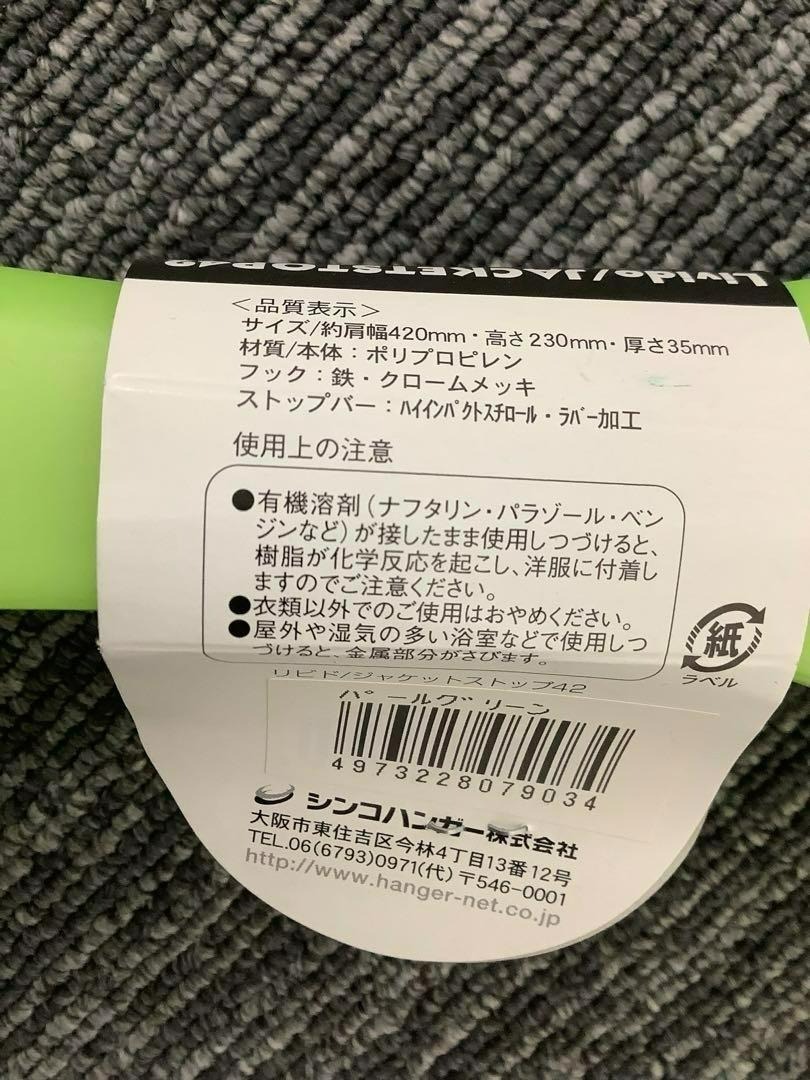 Livido/JACKETSTOP42
＜品質表示＞
サイズ/約肩幅420mm・高さ230mm・厚さ35mm
材質/本体：ポリプロピレン
フック：鉄・クロームメッキ
ストップバー：ﾊｲｲﾝﾊﾟｸﾄｽﾁﾛｰﾙ・ﾗﾊﾞｰ加工
使用上の注意
●有機溶剤（ナフタリン・パラゾール・ベン
ジンなど）が接したまま使用しつづけると、
樹脂が化学反応を起こし、洋服に付着し
ますのでご注意ください。
●衣類以外でのご使用はおやめください。
●屋外や湿気の多い浴室などで使用しつ
づけると、金属部分がさびます。
紙
ラベル
リビド/ジャケットストップ42
ﾊﾟｰﾙｸﾞﾘｰﾝ
4973228079034
シンコハンガー株式会社
大阪市東住吉区今林4丁目13番12号
TEL.06(6793)0971(代) 〒546-0001
http://www.hanger-net.co.jp